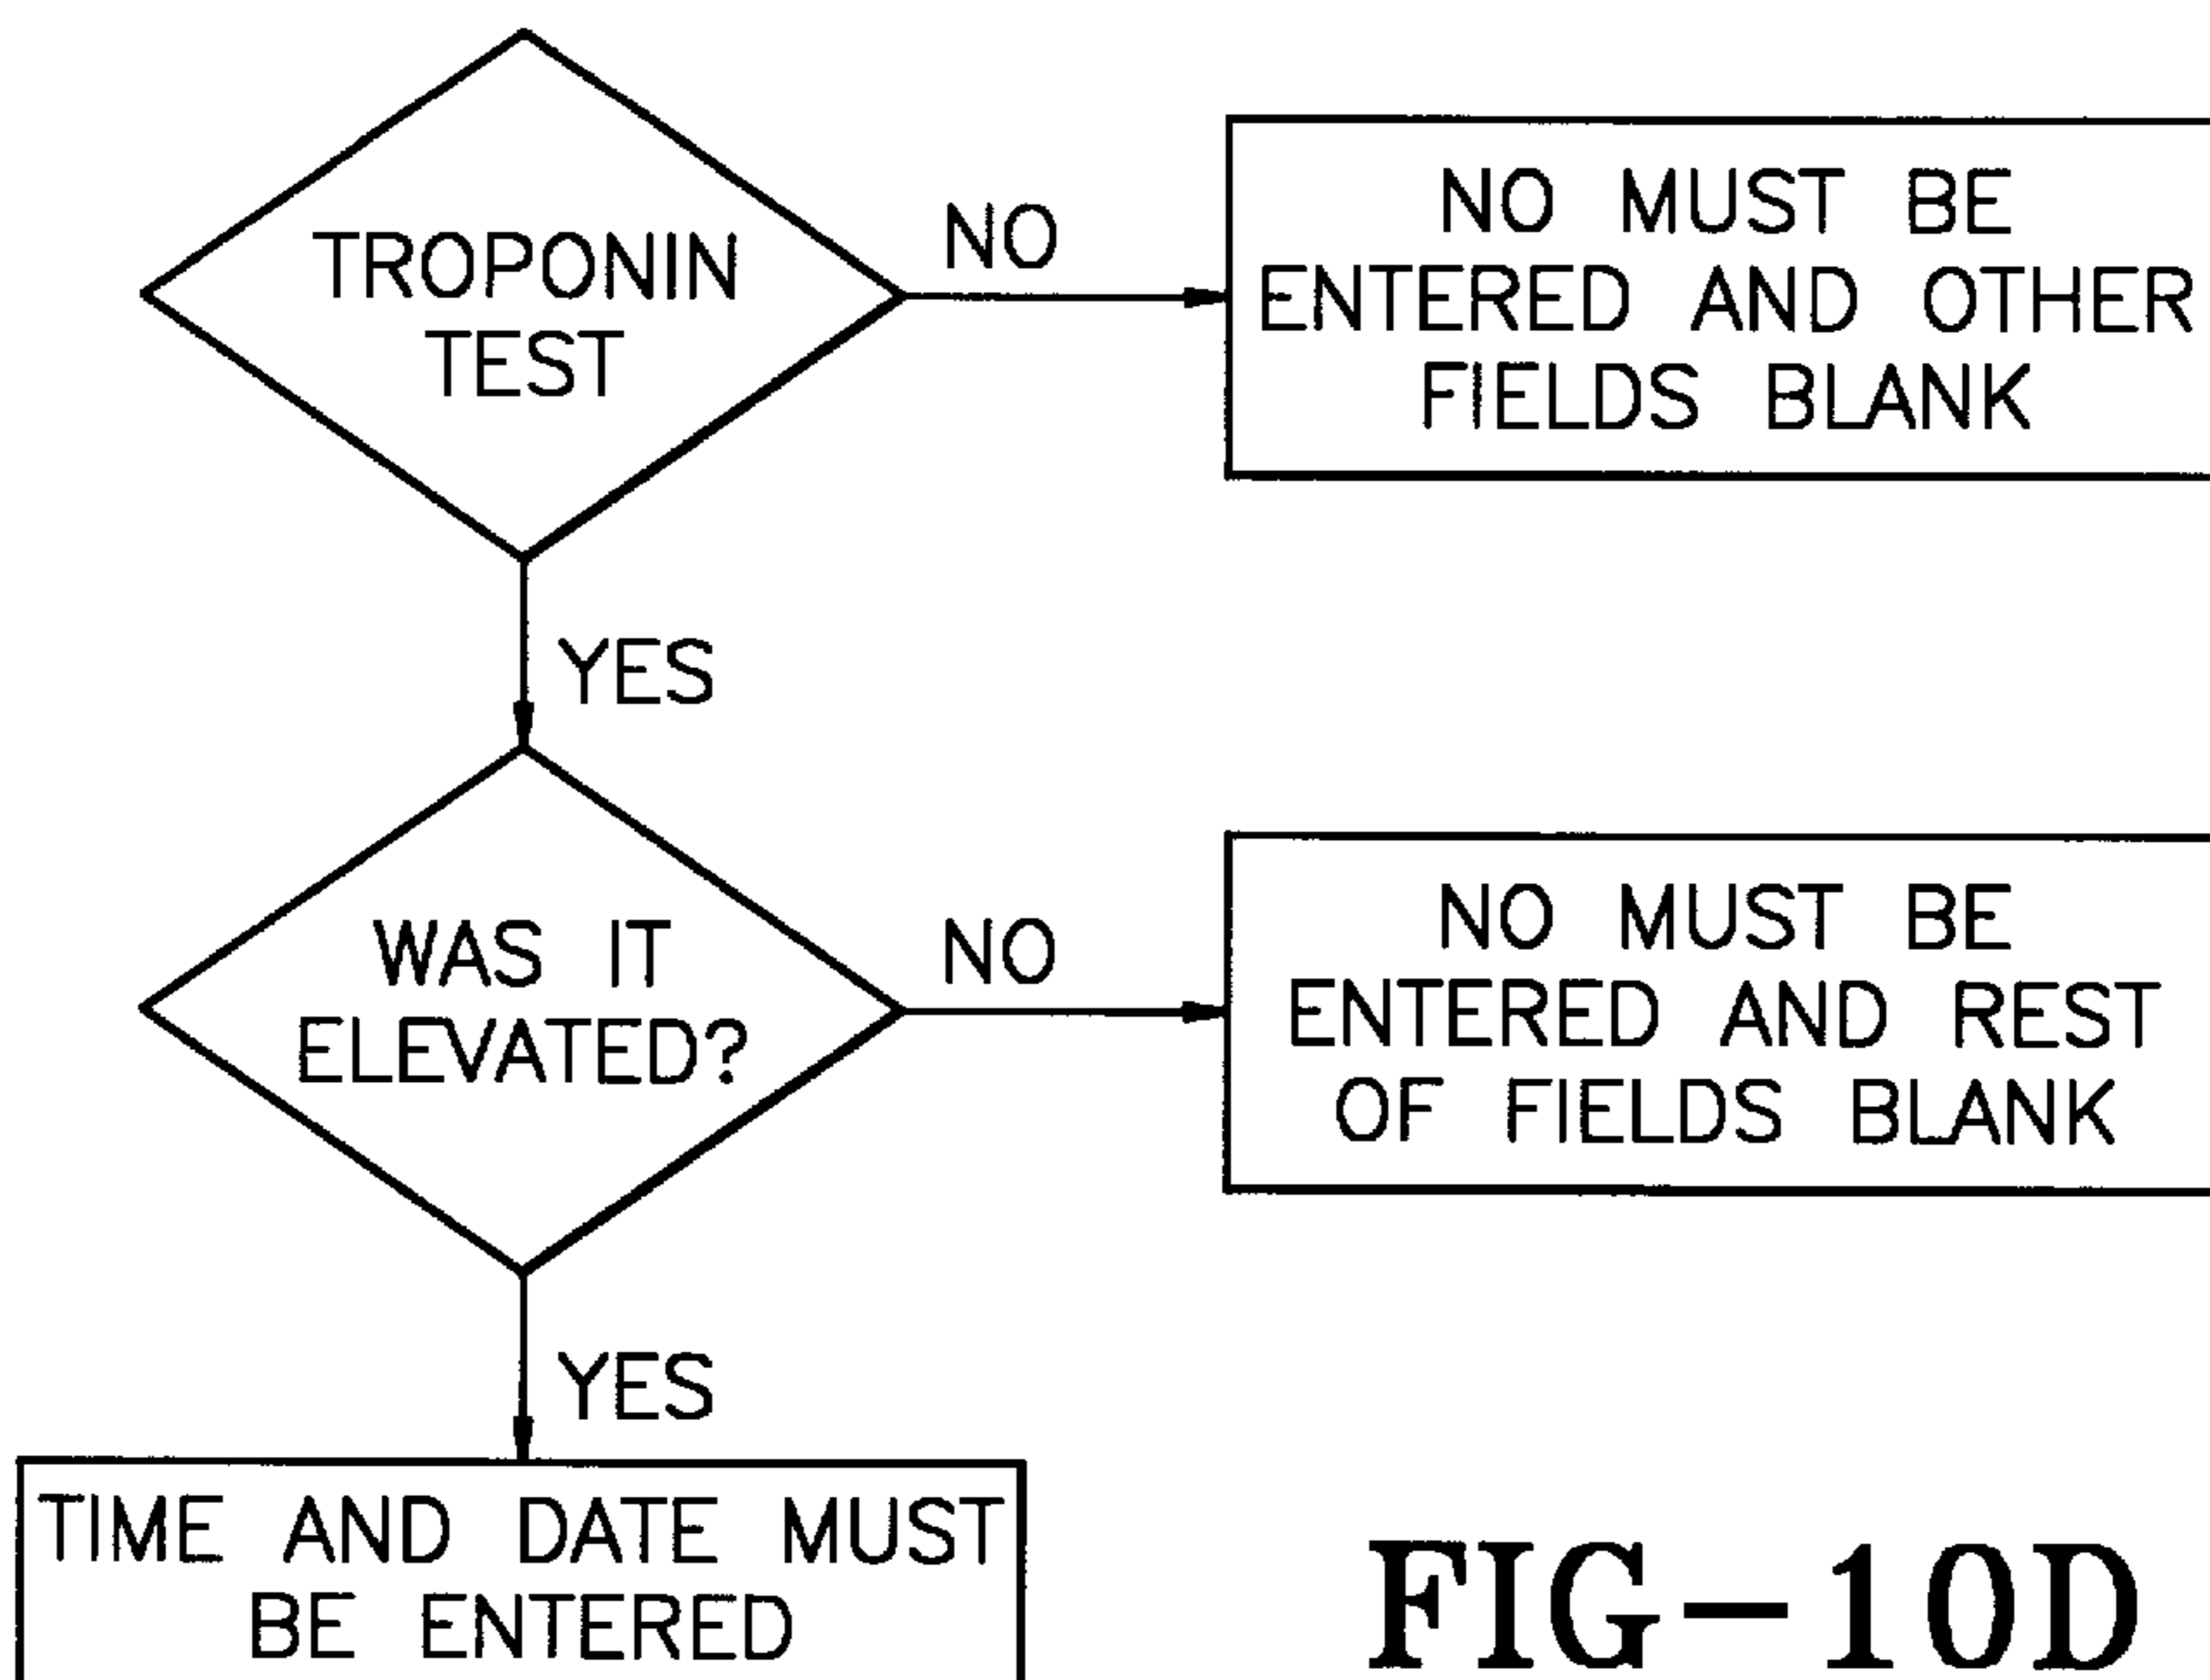 TROPONIN
TEST
NO
NO MUST BE
ENTERED AND OTHER
FIELDS BLANK
YES
WAS IT
ELEVATED?
NO
NO MUST BE
ENTERED AND REST
OF FIELDS BLANK
YES
TIME AND DATE MUST
BE ENTERED
FIG-10D